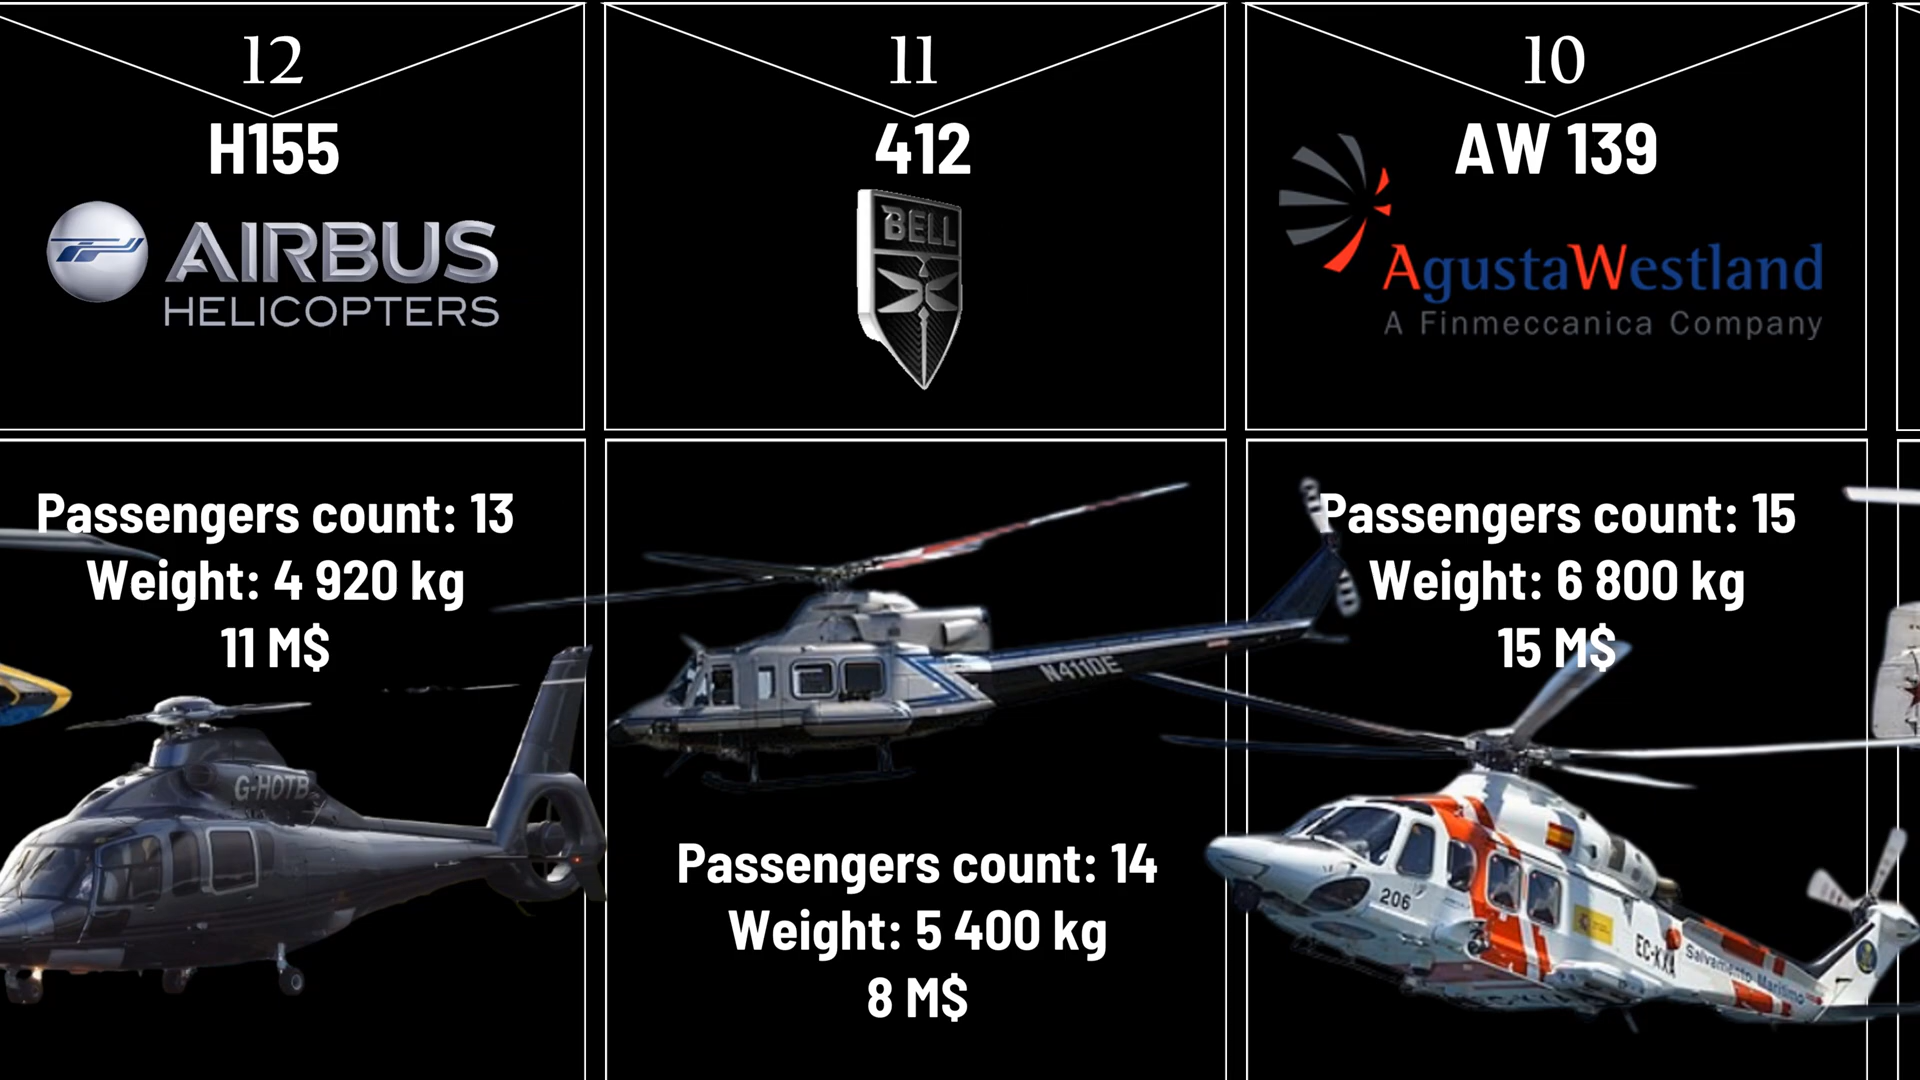 12
H155
AIRBUS
HELICOPTERS
Passengers count: 13
Weight: 4 920 kg
11 M$
G-HOTB
11
412
BELL
N411DE
Passengers count: 14
Weight: 5 400 kg
8 M$
10
AW 139
AgustaWestland
A Finmeccanica Company
Passengers count: 15
Weight: 6 800 kg
15 M$
206
EC-KXA
Salvamento Marítimo